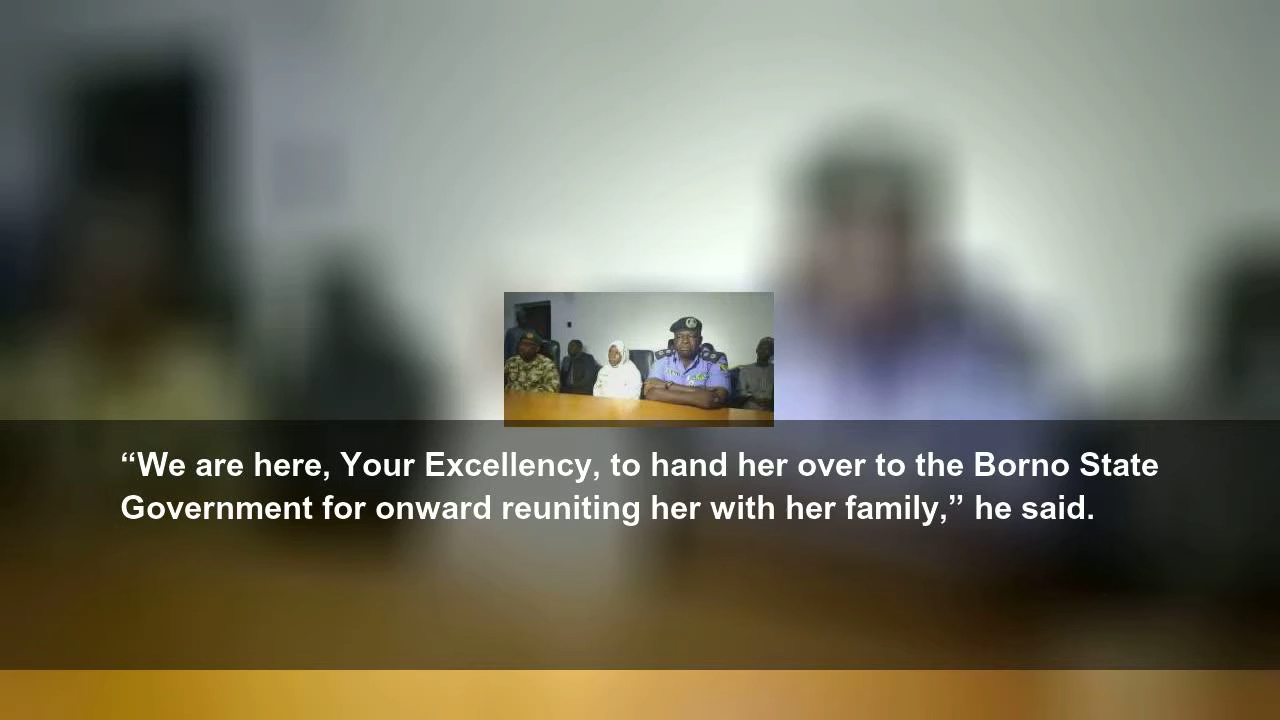 “We are here, Your Excellency, to hand her over to the Borno State
Government for onward reuniting her with her family,” he said.